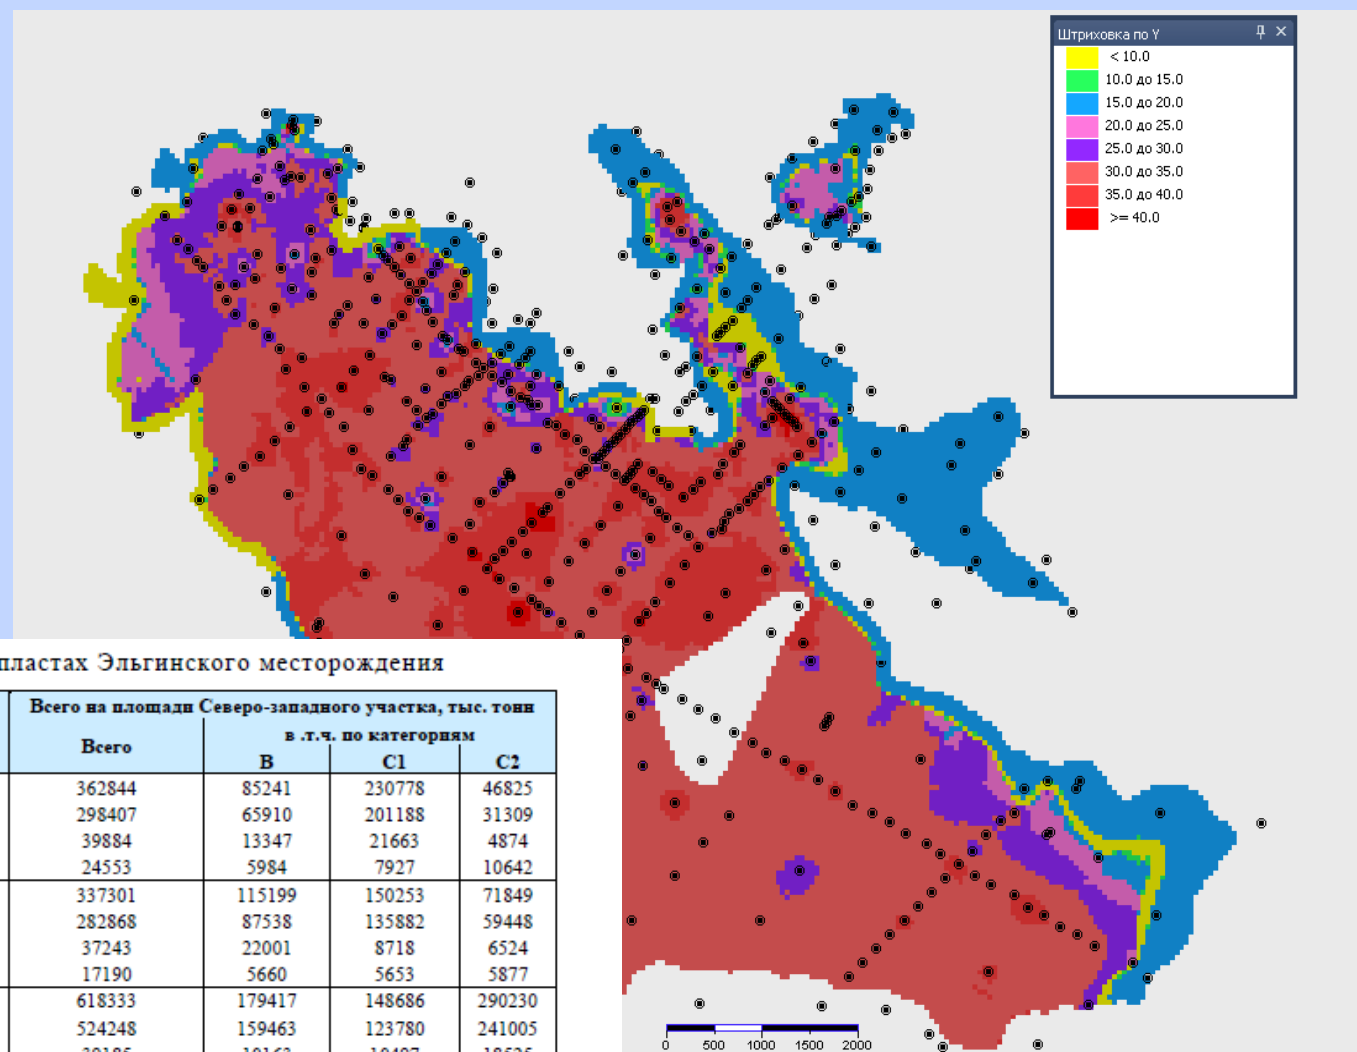 Штриховка по Y
< 10.0
10.0 до 15.0
15.0 до 20.0
20.0 до 25.0
25.0 до 30.0
30.0 до 35.0
35.0 до 40.0
>= 40.0
пластах Эльгинского месторождения
Всего на площади Северо-западного участка, тыс. тонн
Всего
в .т.ч. по категориям
В С1 С2
362844 85241 230778 46825
298407 65910 201188 31309
39884 13347 21663 4874
24553 5984 7927 10642
337301 115199 150253 71849
282868 87538 135882 59448
37243 22001 8718 6524
17190 5660 5653 5877
618333 179417 148686 290230
524248 159463 123780 241005
0 500 1000 1500 2000